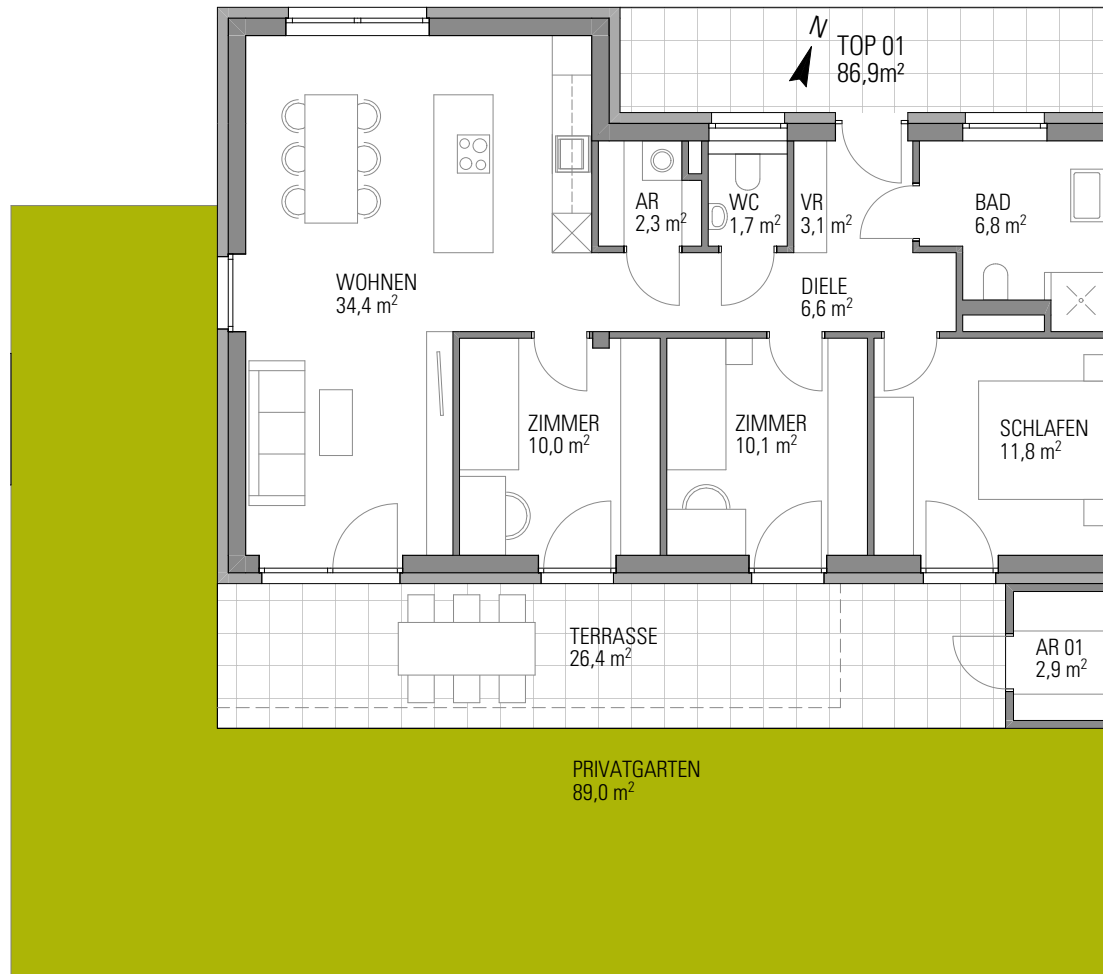 N
TOP 01
86,9m²
AR
2,3 m²
WC
1,7 m²
VR
3,1 m²
BAD
6,8 m²
WOHNEN
34,4 m²
DIELE
6,6 m²
ZIMMER
10,0 m²
ZIMMER
10,1 m²
SCHLAFEN
11,8 m²
TERRASSE
26,4 m²
AR 01
2,9 m²
PRIVATGARTEN
89,0 m²